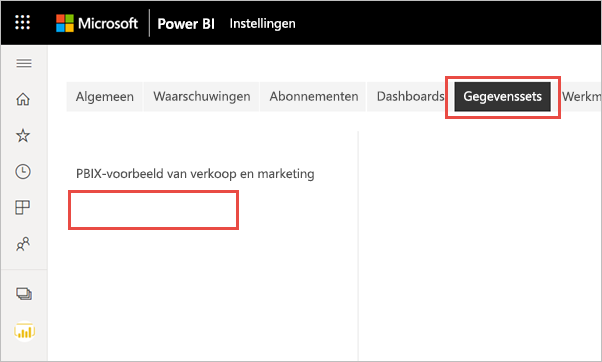 Microsoft Power BI Instellingen
Algemeen Waarschuwingen Abonnementen Dashboards Gegevenssets Werkm
PBIX-voorbeeld van verkoop en marketing